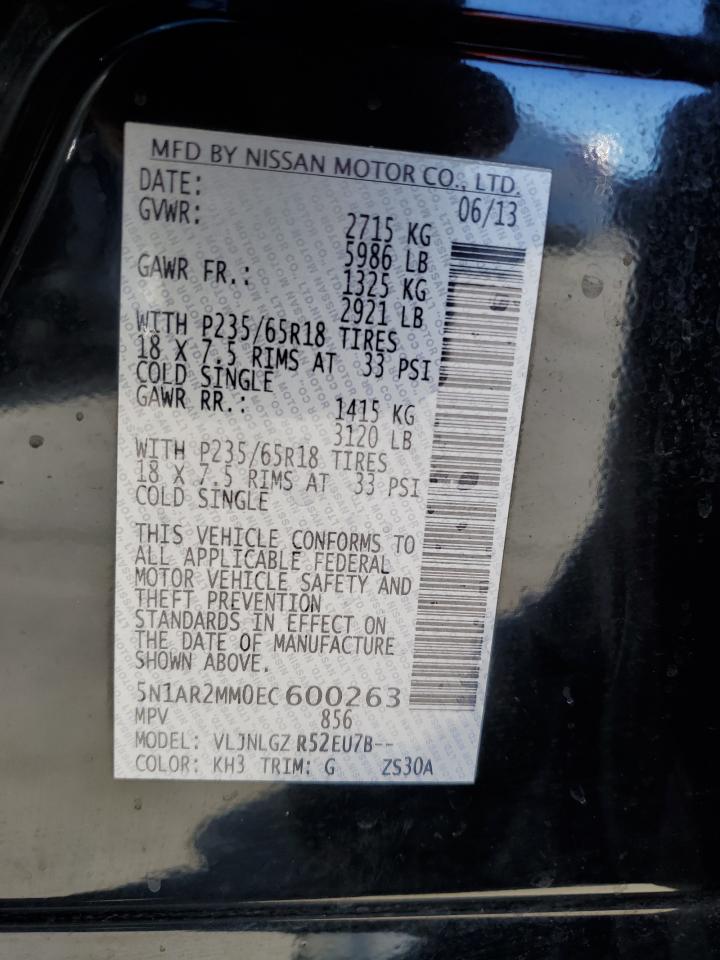 MFD BY NISSAN MOTOR CO., LTD.
DATE: 06/13
GVWR: 2715 KG
5986 LB
GAWR FR.: 1325 KG
2921 LB
WITH P235/65R18 TIRES
18 X 7.5 RIMS AT 33 PSI
COLD SINGLE
GAWR RR.: 1415 KG
3120 LB
WITH P235/65R18 TIRES
18 X 7.5 RIMS AT 33 PSI
COLD SINGLE
THIS VEHICLE CONFORMS TO
ALL APPLICABLE FEDERAL
MOTOR VEHICLE SAFETY AND
THEFT PREVENTION
STANDARDS IN EFFECT ON
THE DATE OF MANUFACTURE
SHOWN ABOVE.
5N1AR2MM0EC600263
MPV 856
MODEL: VLJNLGZ R52EU7B--
COLOR: KH3 TRIM: G ZS30A